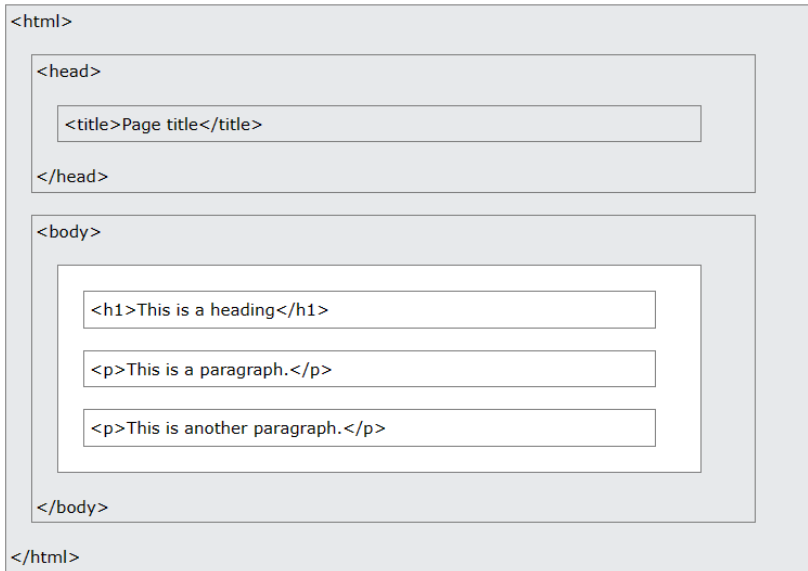 <html>
<head>
<title>Page title</title>
</head>
<body>
<h1>This is a heading</h1>
<p>This is a paragraph.</p>
<p>This is another paragraph.</p>
</body>
</html>